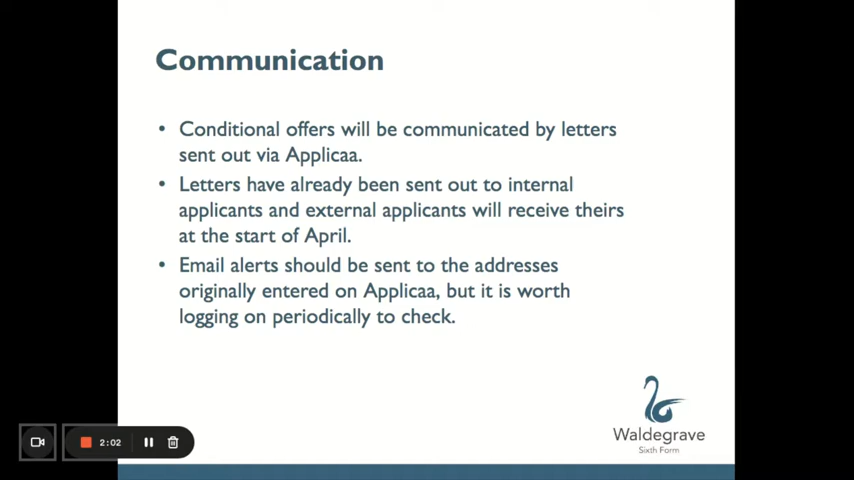 Communication
• Conditional offers will be communicated by letters
sent out via Applicaa.
• Letters have already been sent out to internal
applicants and external applicants will receive theirs
at the start of April.
• Email alerts should be sent to the addresses
originally entered on Applicaa, but it is worth
logging on periodically to check.
Waldegrave
Sixth Form
2:02